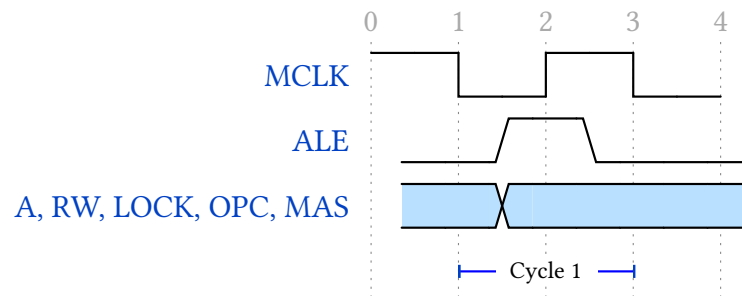 0 1 2 3 4
MCLK
ALE
A, RW, LOCK, OPC, MAS
Cycle 1